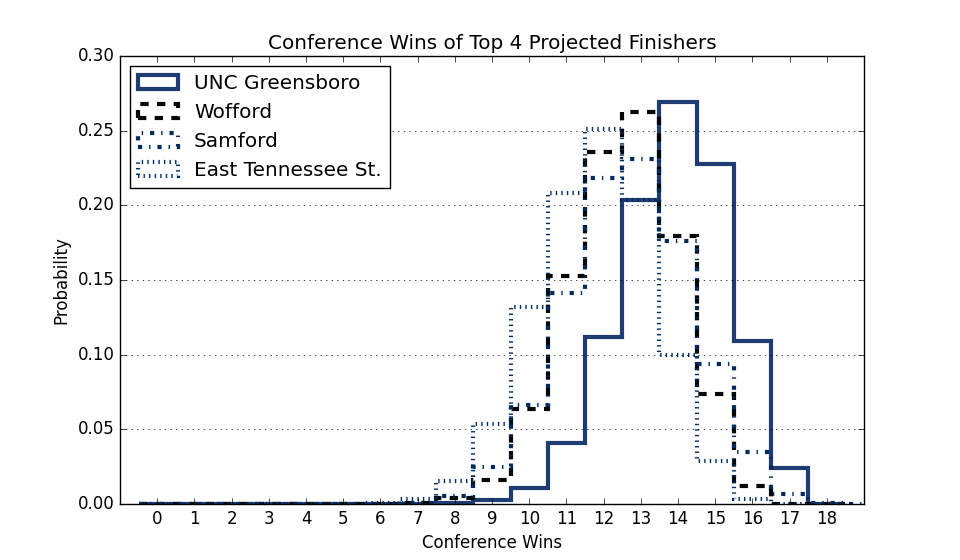 Conference Wins of Top 4 Projected Finishers
0.30
UNC Greensboro
Wofford
Samford
East Tennessee St.
0.25
0.20
0.15
0.10
0.05
0.00
Probability
0 1 2 3 4 5 6 7 8 9 10 11 12 13 14 15 16 17 18
Conference Wins